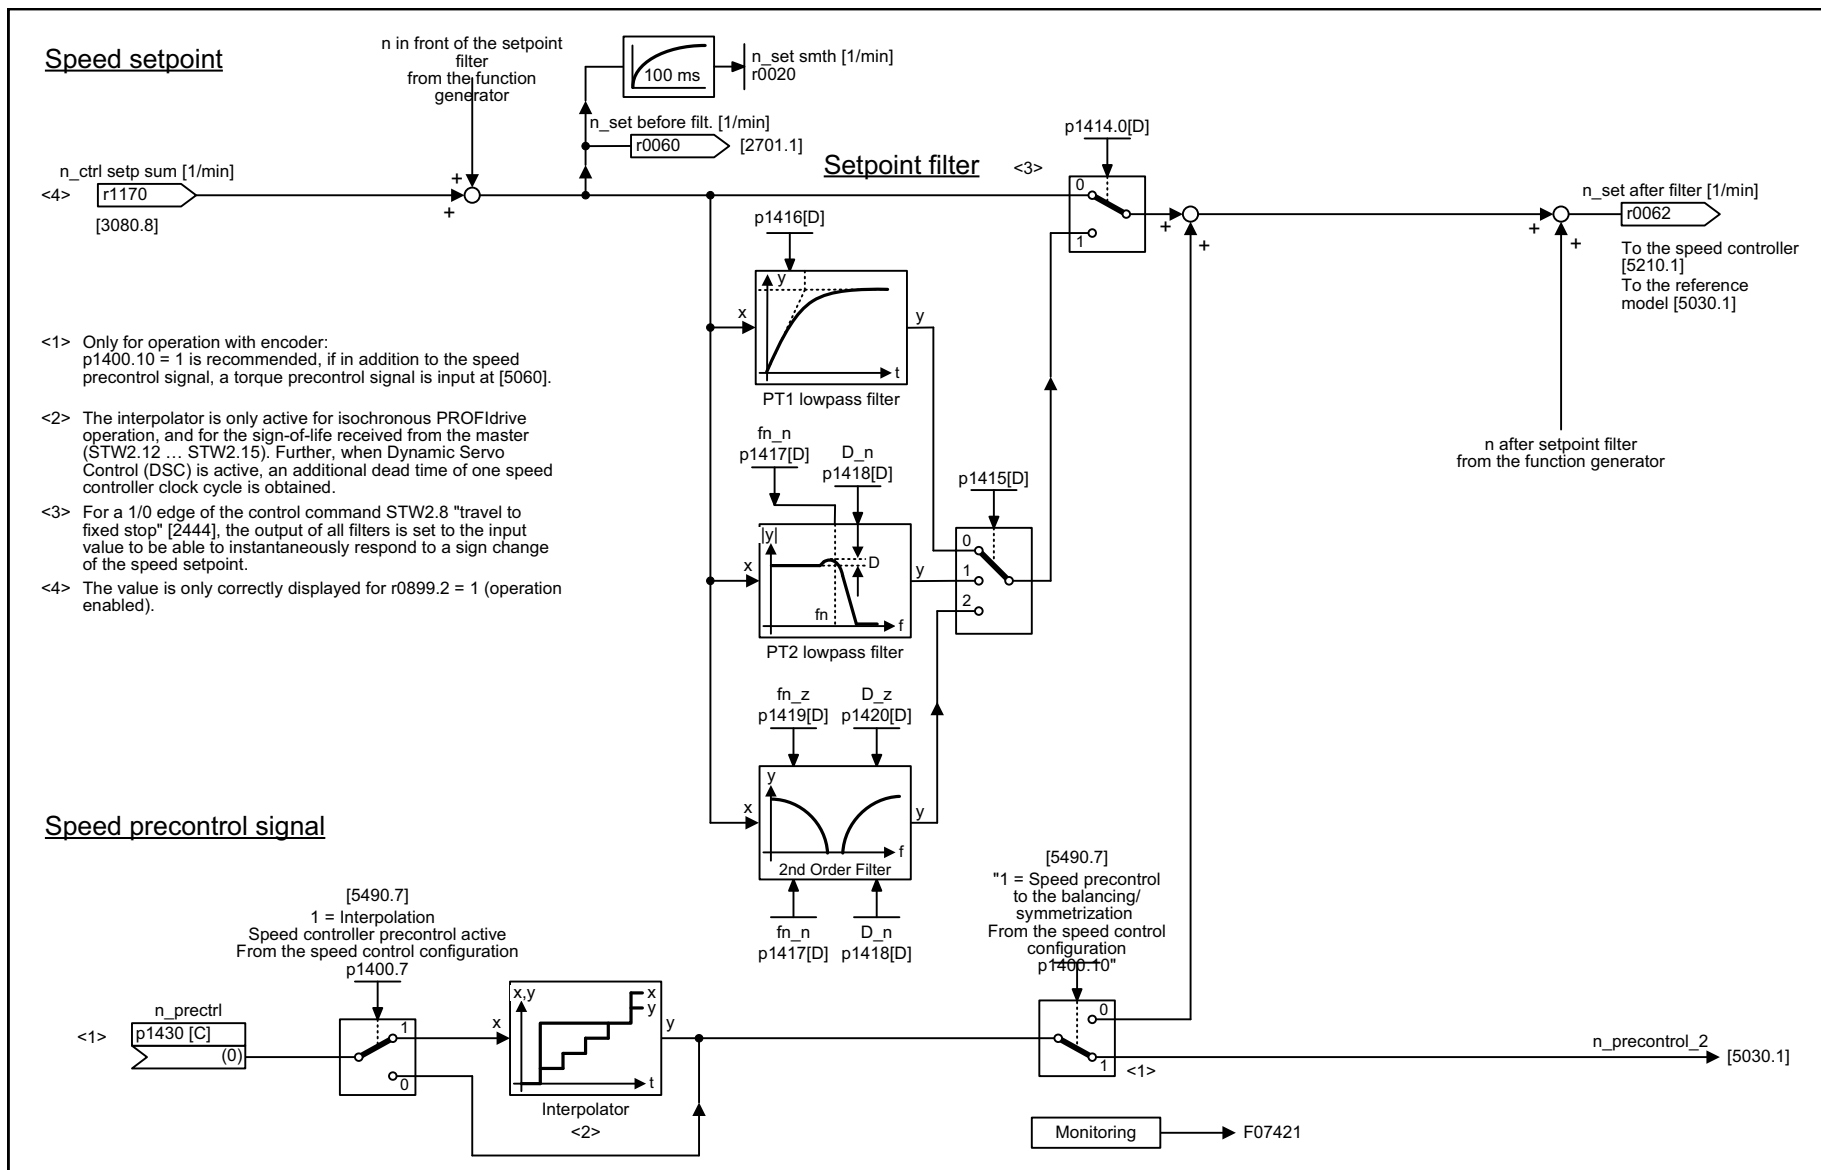 Speed setpoint
n in front of the setpoint
filter
from the function
generator
100 ms
n_set smth [1/min]
r0020
n_set before filt. [1/min]
r0060
[2701.1]
n_ctrl setp sum [1/min]
<4>
r1170
[3080.8]
+
+
Setpoint filter
<3>
p1414.0[D]
0
1
+
+
+
+
n_set after filter [1/min]
r0062
To the speed controller
[5210.1]
To the reference
model [5030.1]
n after setpoint filter
from the function generator
p1416[D]
x
y
t
y
PT1 lowpass filter
<1> Only for operation with encoder:
p1400.10 = 1 is recommended, if in addition to the speed
precontrol signal, a torque precontrol signal is input at [5060].
<2> The interpolator is only active for isochronous PROFIdrive
operation, and for the sign-of-life received from the master
(STW2.12 … STW2.15). Further, when Dynamic Servo
Control (DSC) is active, an additional dead time of one speed
controller clock cycle is obtained.
<3> For a 1/0 edge of the control command STW2.8 "travel to
fixed stop" [2444], the output of all filters is set to the input
value to be able to instantaneously respond to a sign change
of the speed setpoint.
<4> The value is only correctly displayed for r0899.2 = 1 (operation
enabled).
fn_n
p1417[D]
D_n
p1418[D]
x
|y|
D
fn
f
y
PT2 lowpass filter
p1415[D]
0
1
2
fn_z
p1419[D]
D_z
p1420[D]
x
y
f
y
2nd Order Filter
fn_n
p1417[D]
D_n
p1418[D]
Speed precontrol signal
[5490.7]
1 = Interpolation
Speed controller precontrol active
From the speed control configuration
p1400.7
n_prectrl
<1>
p1430 [C]
(0)
1
0
x
x,y
x
y
t
y
Interpolator
<2>
[5490.7]
"1 = Speed precontrol
to the balancing/
symmetrization
From the speed control
configuration
p1400.10"
0
1
<1>
n_precontrol_2
[5030.1]
Monitoring
F07421